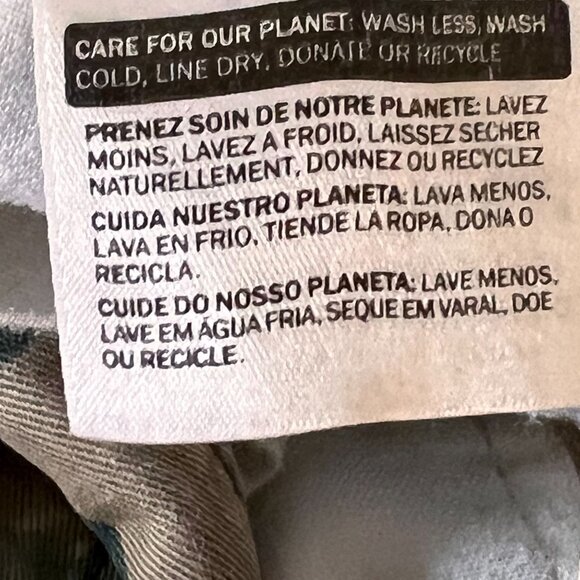 CARE FOR OUR PLANET: WASH LESS, WASH
COLD, LINE DRY, DONATE OR RECYCLE
PRENEZ SOIN DE NOTRE PLANETE: LAVEZ
MOINS, LAVEZ A FROID, LAISSEZ SECHER
NATURELLEMENT, DONNEZ OU RECYCLEZ
CUIDA NUESTRO PLANETA: LAVA MENOS,
LAVA EN FRIO, TIENDE LA ROPA, DONA O
RECICLA.
CUIDE DO NOSSO PLANETA: LAVE MENOS,
LAVE EM ÁGUA FRIA, SEQUE EM VARAL, DOE
OU RECICLE.